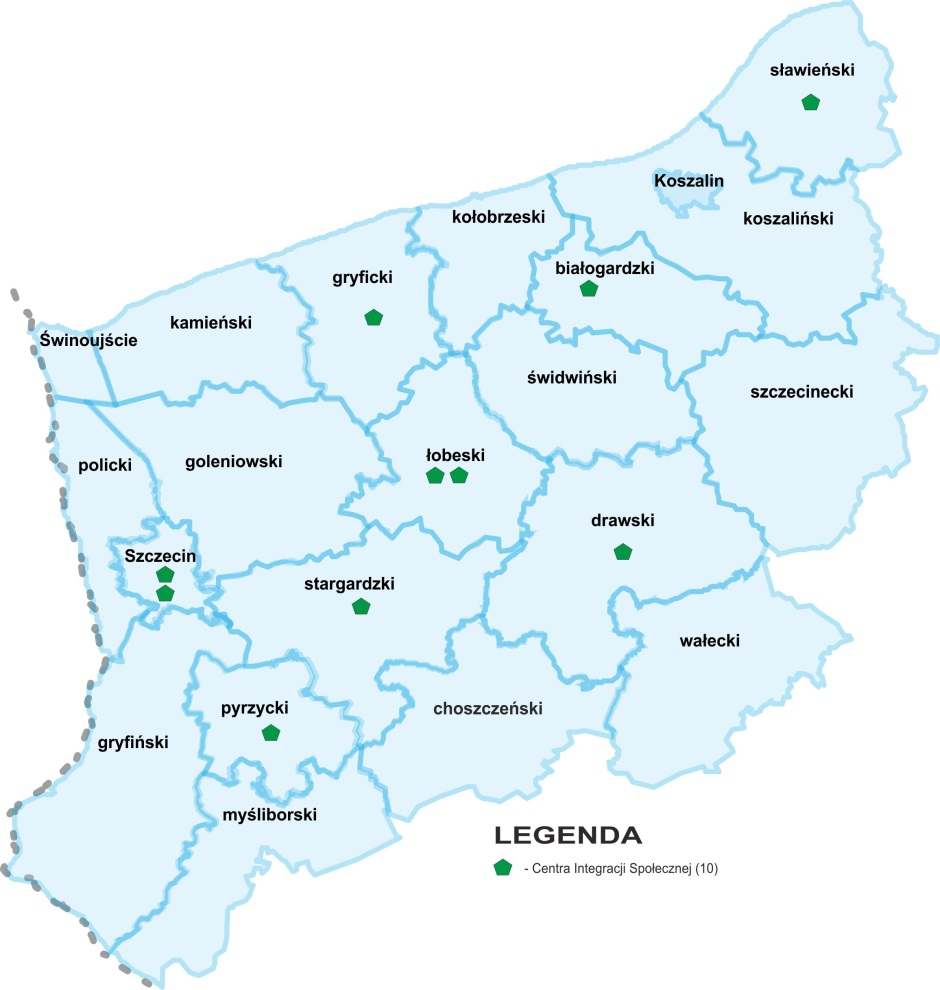 sławieński
Koszalin
kołobrzeski
koszaliński
białogardzki
gryficki
kamieński
Świnoujście
świdwiński
szczecinecki
policki
goleniowski
łobeski
drawski
Szczecin
stargardzki
wałecki
pyrzycki
choszczeński
gryfiński
myśliborski
LEGENDA
- Centra Integracji Społecznej (10)